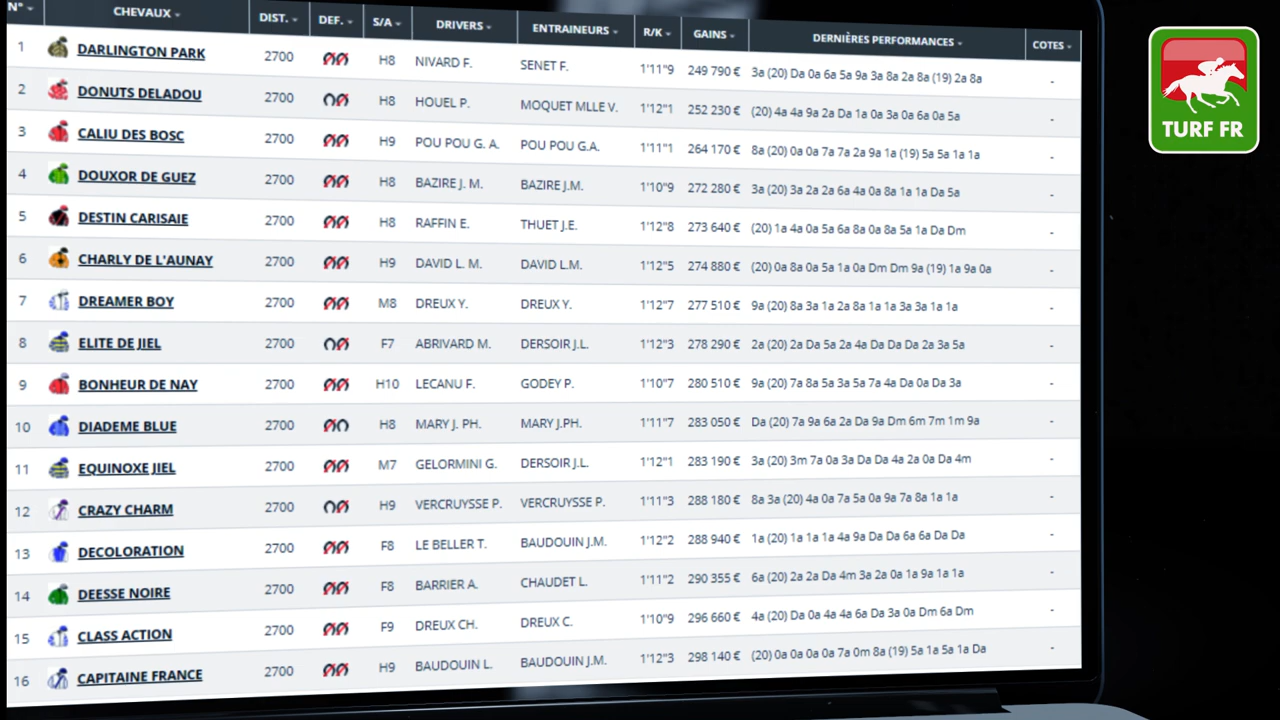 N° CHEVAUX DIST. DEF. S/A DRIVERS ENTRAINEURS R/K GAINS DERNIÈRES PERFORMANCES COTES
1 DARLINGTON PARK 2700 H8 NIVARD F. SENET F. 1'11"9 249 790 € 3a (20) Da 0a 6a 5a 9a 3a 8a 2a 8a (19) 2a 8a -
2 DONUTS DELADOU 2700 H8 HOUEL P. MOQUET MLLE V. 1'12"1 252 230 € (20) 4a 4a 9a 2a Da 1a 0a 3a 0a 6a 0a 5a -
3 CALIU DES BOSC 2700 H9 POU POU G. A. POU POU G.A. 1'11"1 264 170 € 8a (20) 0a 0a 7a 7a 2a 9a 1a (19) 5a 5a 1a 1a -
4 DOUXOR DE GUEZ 2700 H8 BAZIRE J. M. BAZIRE J.M. 1'10"9 272 280 € 3a (20) 3a 2a 2a 6a 4a 0a 8a 1a 1a Da 5a -
5 DESTIN CARISAIE 2700 H8 RAFFIN E. THUET J.E. 1'12"8 273 640 € (20) 1a 4a 0a 5a 6a 8a 0a 8a 5a 1a Da Dm -
6 CHARLY DE L'AUNAY 2700 H9 DAVID L. M. DAVID L.M. 1'12"5 274 880 € (20) 0a 8a 0a 5a 1a 0a Dm Dm 9a (19) 1a 9a 0a -
7 DREAMER BOY 2700 M8 DREUX Y. DREUX Y. 1'12"7 277 510 € 9a (20) 8a 3a 1a 2a 8a 1a 1a 3a 3a 1a 1a -
8 ELITE DE JIEL 2700 F7 ABRIVARD M. DERSOIR J.L. 1'12"3 278 290 € 2a (20) 2a Da 5a 2a 4a Da Da Da 2a 3a 5a -
9 BONHEUR DE NAY 2700 H10 LECANU F. GODEY P. 1'10"7 280 510 € 9a (20) 7a 8a 5a 3a 5a 7a 4a Da 0a Da 3a -
10 DIADEME BLUE 2700 H8 MARY J. PH. MARY J.PH. 1'11"7 283 050 € Da (20) 7a 9a 6a 2a Da 9a Dm 6m 7m 1m 9a -
11 EQUINOXE JIEL 2700 M7 GELORMINI G. DERSOIR J.L. 1'12"1 283 190 € 3a (20) 3m 7a 0a 3a Da Da 4a 2a 0a Da 4m -
12 CRAZY CHARM 2700 H9 VERCRUYSSE P. VERCRUYSSE P. 1'11"3 288 180 € 8a 3a (20) 4a 0a 7a 5a 0a 9a 7a 8a 1a 1a -
13 DECOLORATION 2700 F8 LE BELLER T. BAUDOUIN J.M. 1'12"2 288 940 € 1a (20) 1a 1a 1a 4a 9a Da Da 6a 6a Da Da -
14 DEESSE NOIRE 2700 F8 BARRIER A. CHAUDET L. 1'11"2 290 355 € 6a (20) 2a 2a Da 4m 3a 2a 0a 1a 9a 1a 1a -
15 CLASS ACTION 2700 F9 DREUX CH. DREUX C. 1'10"9 296 660 € 4a (20) Da 0a 4a 4a 6a Da 3a 0a Dm 6a Dm -
16 CAPITAINE FRANCE 2700 H9 BAUDOUIN L. BAUDOUIN J.M. 1'12"3 298 140 € (20) 0a 0a 0a 0a 7a 0m 8a (19) 5a 1a 5a 1a Da -
TURF FR